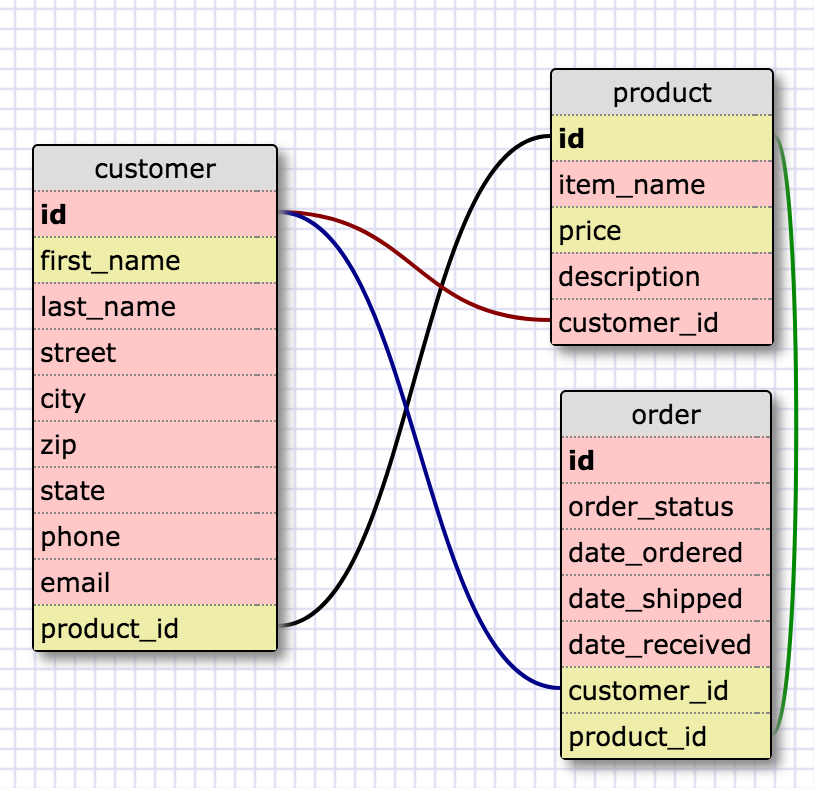 customer
id
first_name
last_name
street
city
zip
state
phone
email
product_id
product
id
item_name
price
description
customer_id
order
id
order_status
date_ordered
date_shipped
date_received
customer_id
product_id